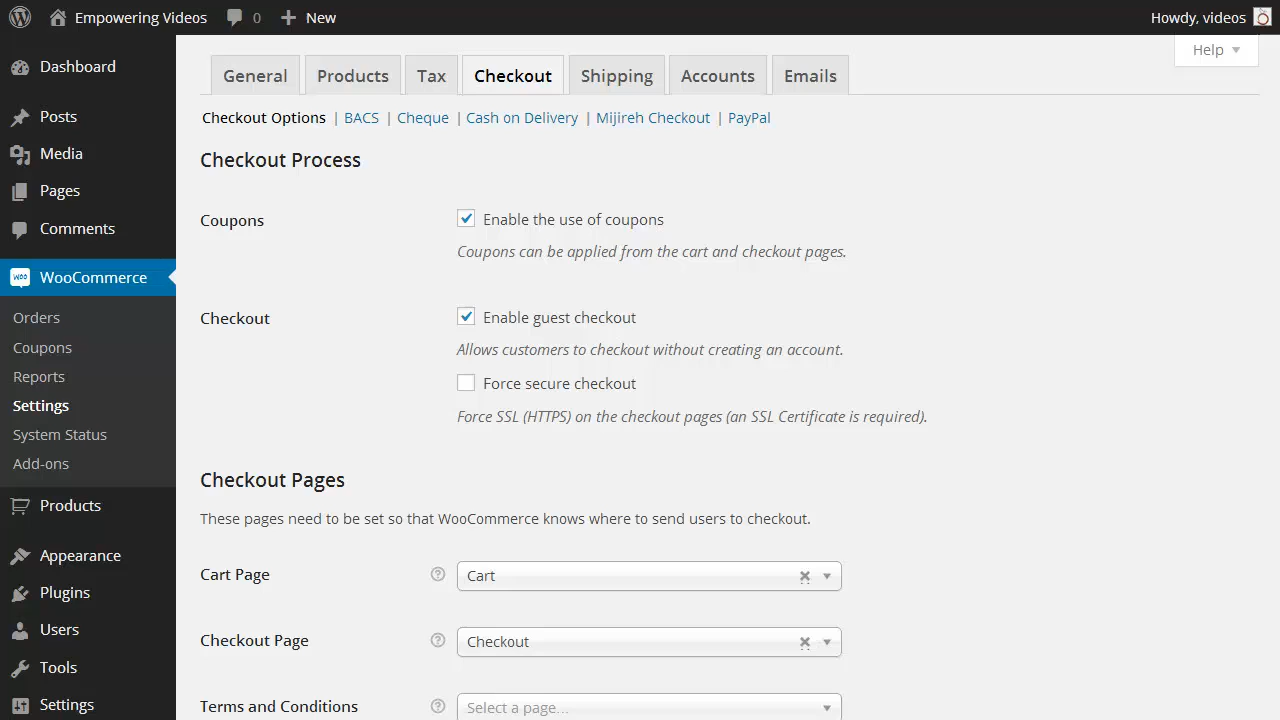 Empowering Videos 0 New Howdy, videos
Help
Dashboard
Posts
Media
Pages
Comments
WooCommerce
Orders
Coupons
Reports
Settings
System Status
Add-ons
Products
Appearance
Plugins
Users
Tools
Settings
General Products Tax Checkout Shipping Accounts Emails
Checkout Options | BACS | Cheque | Cash on Delivery | Mijireh Checkout | PayPal
Checkout Process
Coupons Enable the use of coupons
Coupons can be applied from the cart and checkout pages.
Checkout Enable guest checkout
Allows customers to checkout without creating an account.
Force secure checkout
Force SSL (HTTPS) on the checkout pages (an SSL Certificate is required).
Checkout Pages
These pages need to be set so that WooCommerce knows where to send users to checkout.
Cart Page Cart
Checkout Page Checkout
Terms and Conditions Select a page...